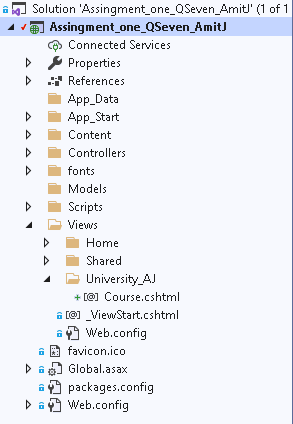 Solution 'Assingment_one_QSeven_AmitJ' (1 of 1
Assingment_one_QSeven_AmitJ
Connected Services
Properties
References
App_Data
App_Start
Content
Controllers
fonts
Models
Scripts
Views
Home
Shared
University_AJ
Course.cshtml
_ViewStart.cshtml
Web.config
favicon.ico
Global.asax
packages.config
Web.config